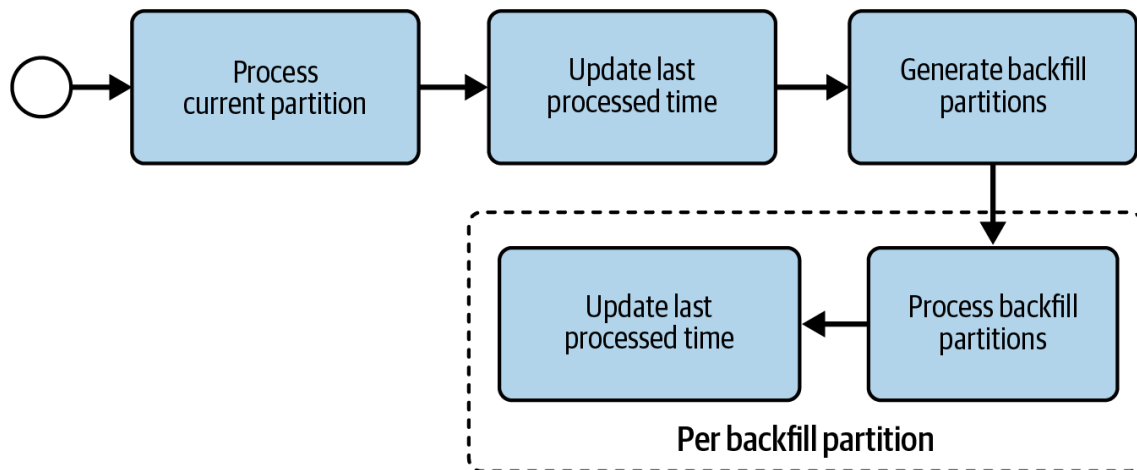 Process
current partition
Update last
processed time
Generate backfill
partitions
Process backfill
partitions
Update last
processed time
Per backfill partition